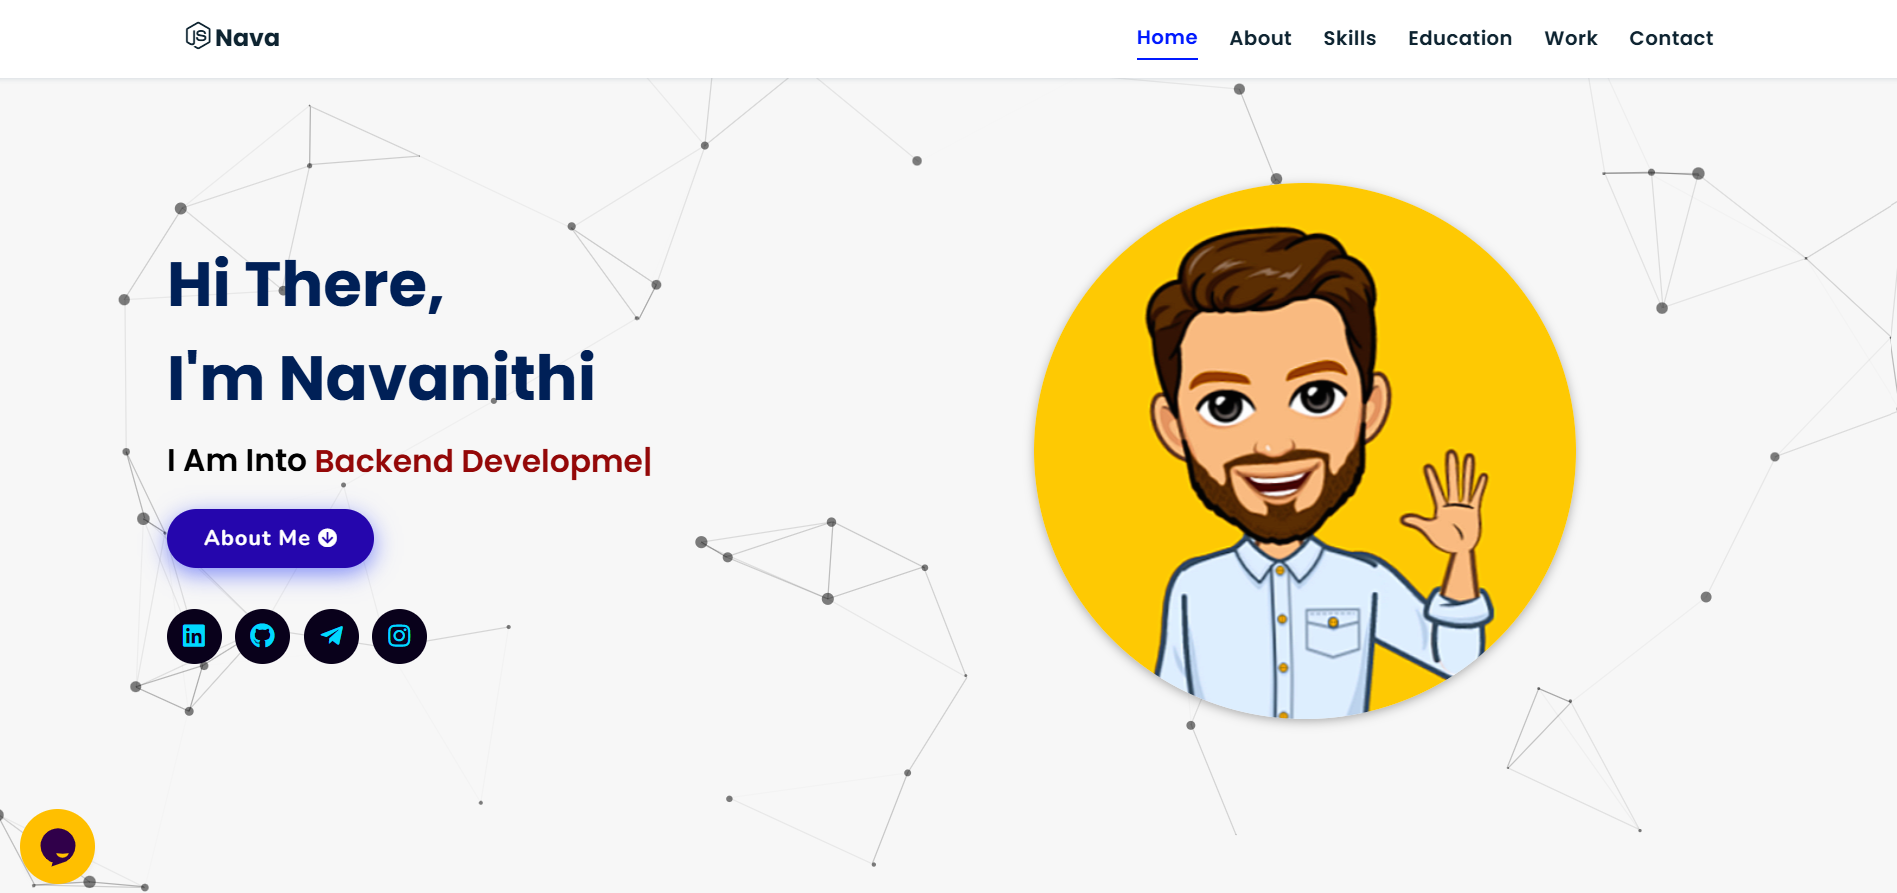 Nava
Home About Skills Education Work Contact
Hi There,
I'm Navanithi
I Am Into Backend Developme|
About Me